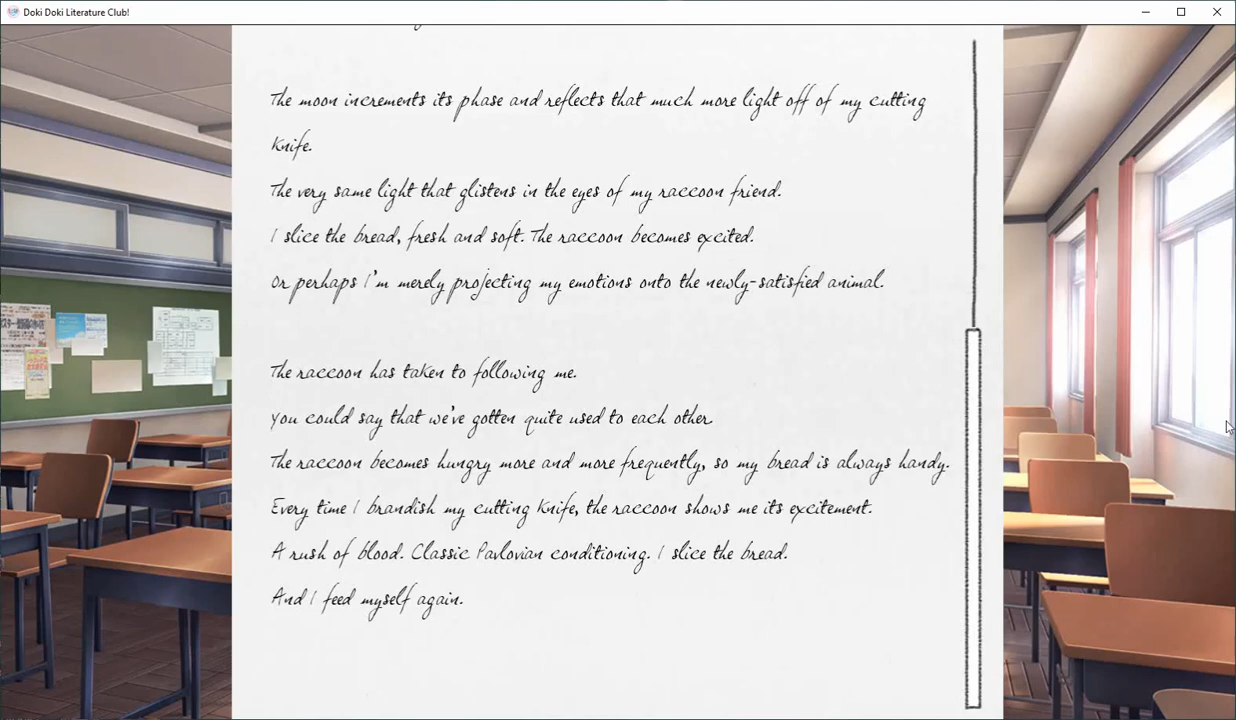 Doki Doki Literature Club!
The moon increments its phase and reflects that much more light off of my cutting
knife.
The very same light that glistens in the eyes of my raccoon friend.
I slice the bread, fresh and soft. The raccoon becomes excited.
Or perhaps I'm merely projecting my emotions onto the newly-satisfied animal.
The raccoon has taken to following me.
You could say that we've gotten quite used to each other.
The raccoon becomes hungry more and more frequently, so my bread is always handy.
Every time I brandish my cutting knife, the raccoon shows me its excitement.
A rush of blood. Classic Pavlovian conditioning. I slice the bread.
And I feed myself again.